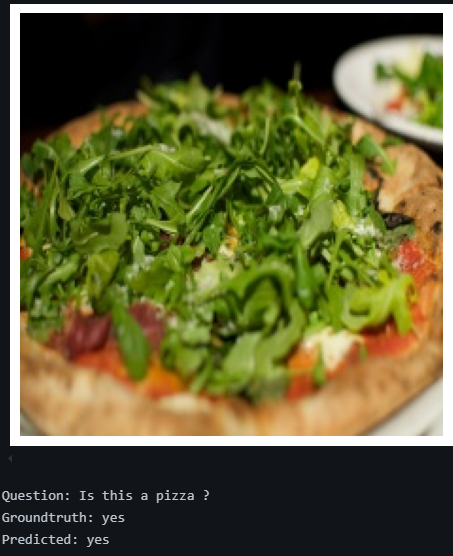 Question: Is this a pizza ?
Groundtruth: yes
Predicted: yes